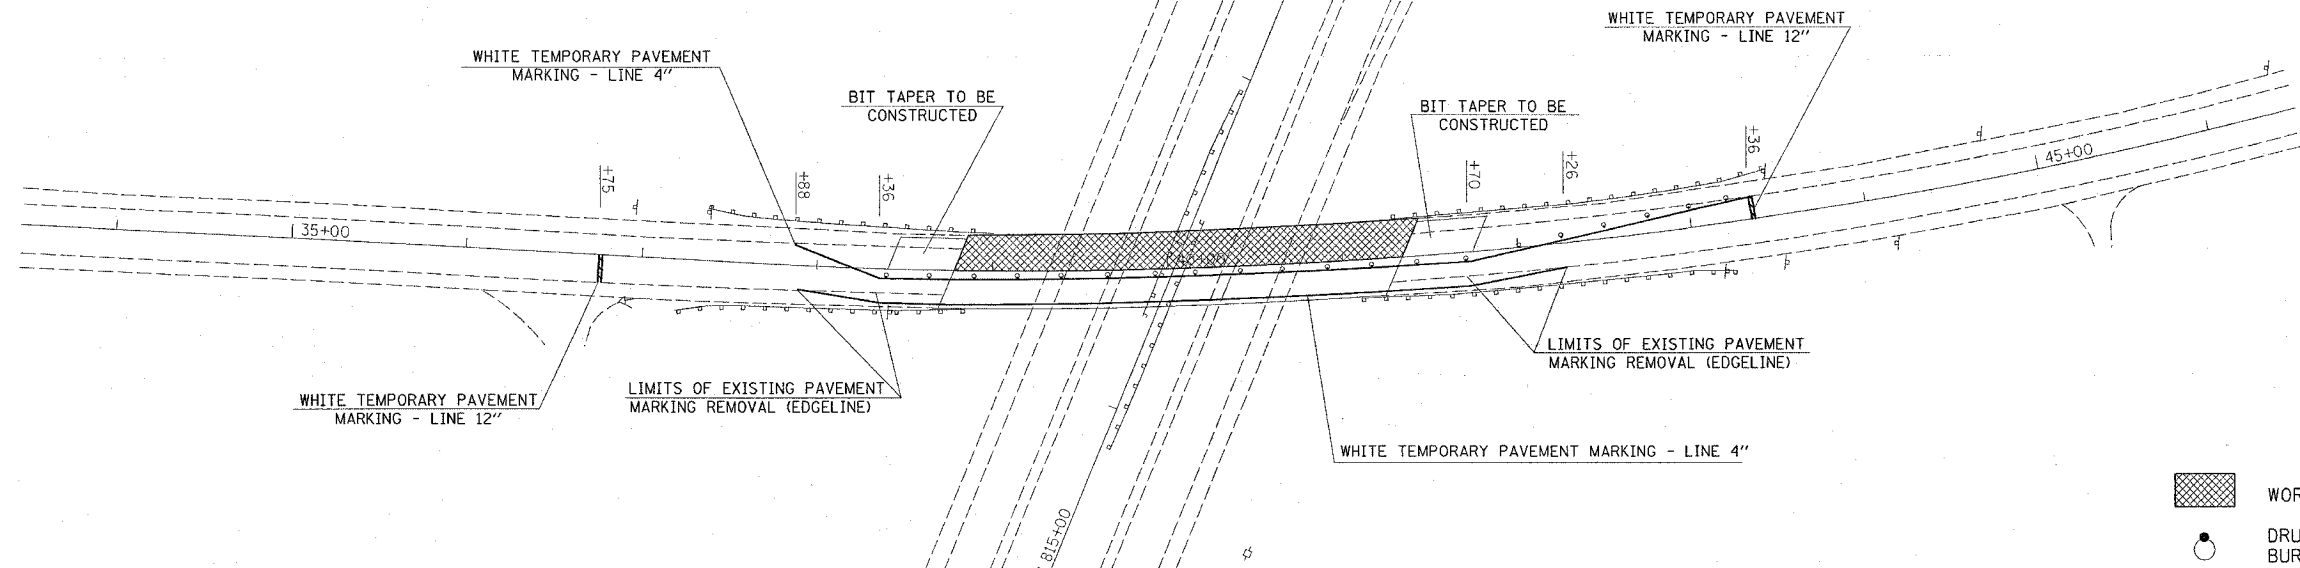 WHITE TEMPORARY PAVEMENT
MARKING - LINE 12"
WHITE TEMPORARY PAVEMENT
MARKING - LINE 4"
BIT TAPER TO BE
CONSTRUCTED
BIT TAPER TO BE
CONSTRUCTED
+75
+88
+36
+70
+26
+36
45+00
35+00
LIMITS OF EXISTING PAVEMENT
MARKING REMOVAL (EDGELINE)
LIMITS OF EXISTING PAVEMENT
MARKING REMOVAL (EDGELINE)
WHITE TEMPORARY PAVEMENT
MARKING - LINE 12"
WHITE TEMPORARY PAVEMENT MARKING - LINE 4"
815+00
WOR
DRU
BUR